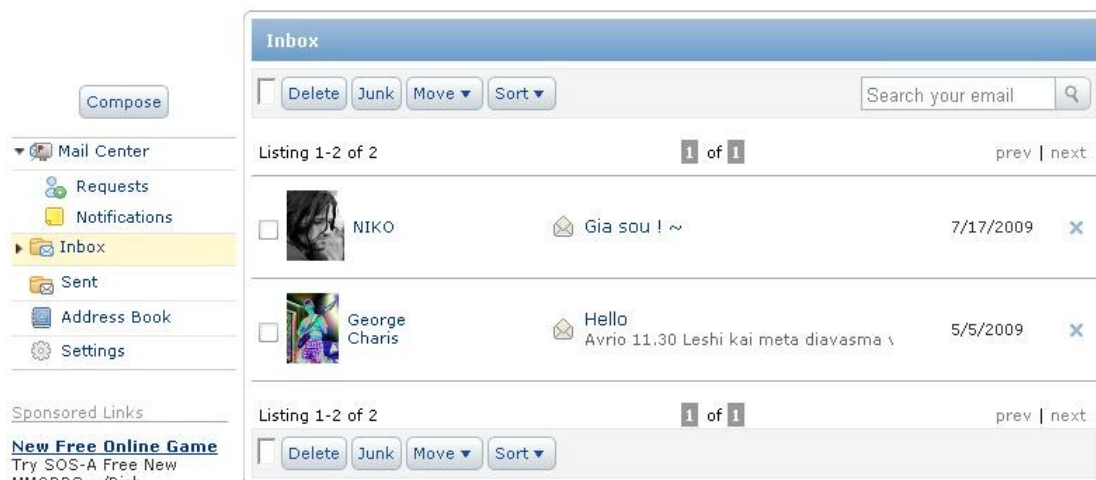 Inbox
Compose
Delete Junk Move Sort Search your email
Mail Center
Listing 1-2 of 2 1 of 1 prev | next
Requests
Notifications
NIKO Gia sou ! ~ 7/17/2009
Inbox
Sent
Address Book
George Charis Hello 5/5/2009
Avrio 11.30 Leshi kai meta diavasma
Settings
Sponsored Links
Listing 1-2 of 2 1 of 1 prev | next
New Free Online Game
Try SOS-A Free New
Delete Junk Move Sort